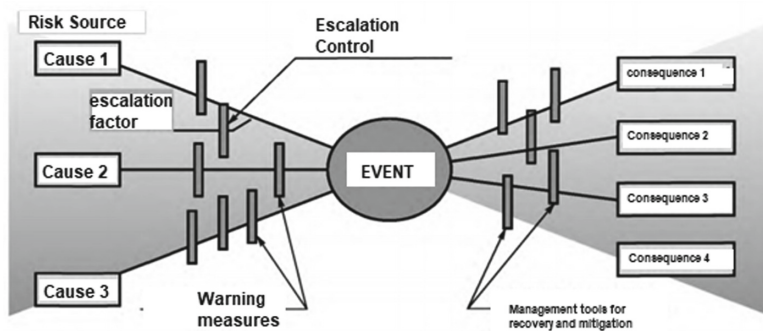 Risk Source
Escalation
Control
Cause 1
escalation
factor
consequence 1
Consequence 2
Cause 2
EVENT
Consequence 3
Consequence 4
Cause 3
Warning
measures
Management tools for
recovery and mitigation